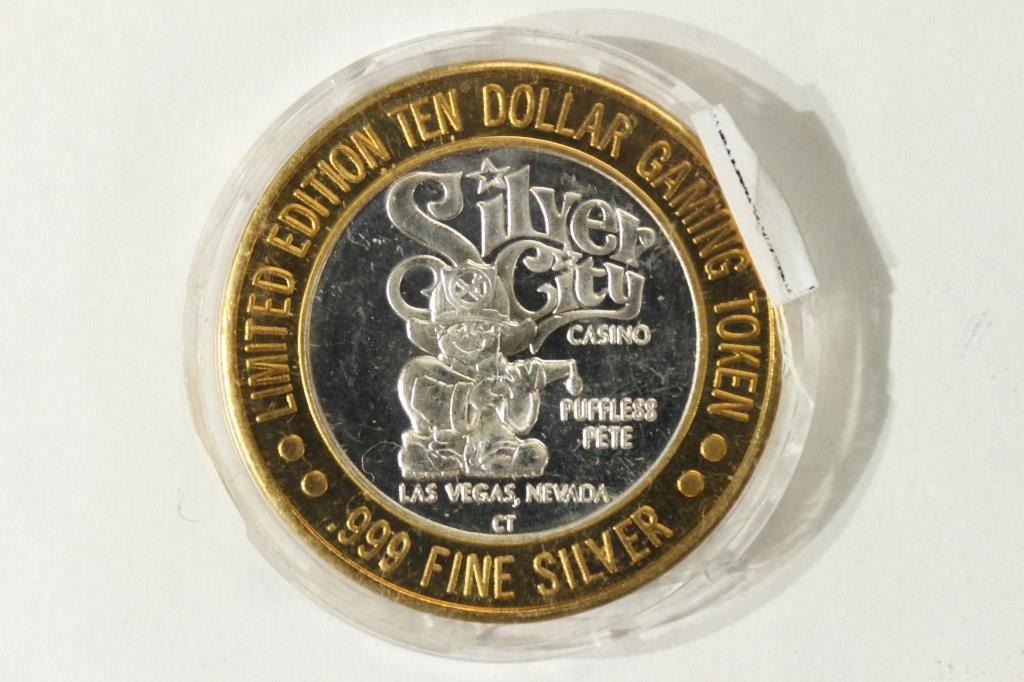 LIMITED EDITION TEN DOLLAR GAMING TOKEN
Silver
City
CASINO
PUFFLESS
PETE
LAS VEGAS, NEVADA
CT
.999 FINE SILVER